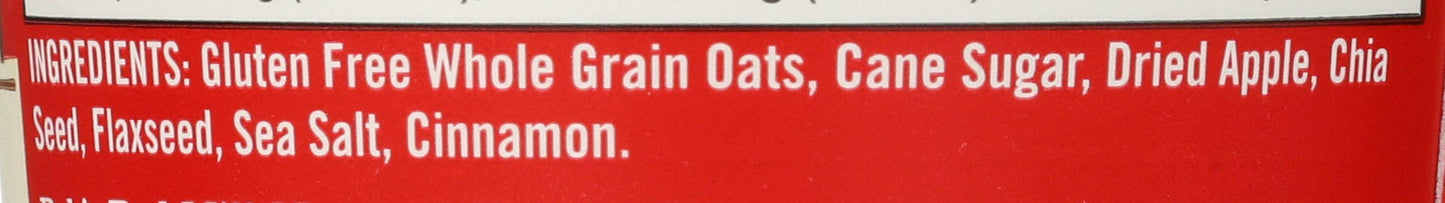 INGREDIENTS: Gluten Free Whole Grain Oats, Cane Sugar, Dried Apple, Chia
Seed, Flaxseed, Sea Salt, Cinnamon.